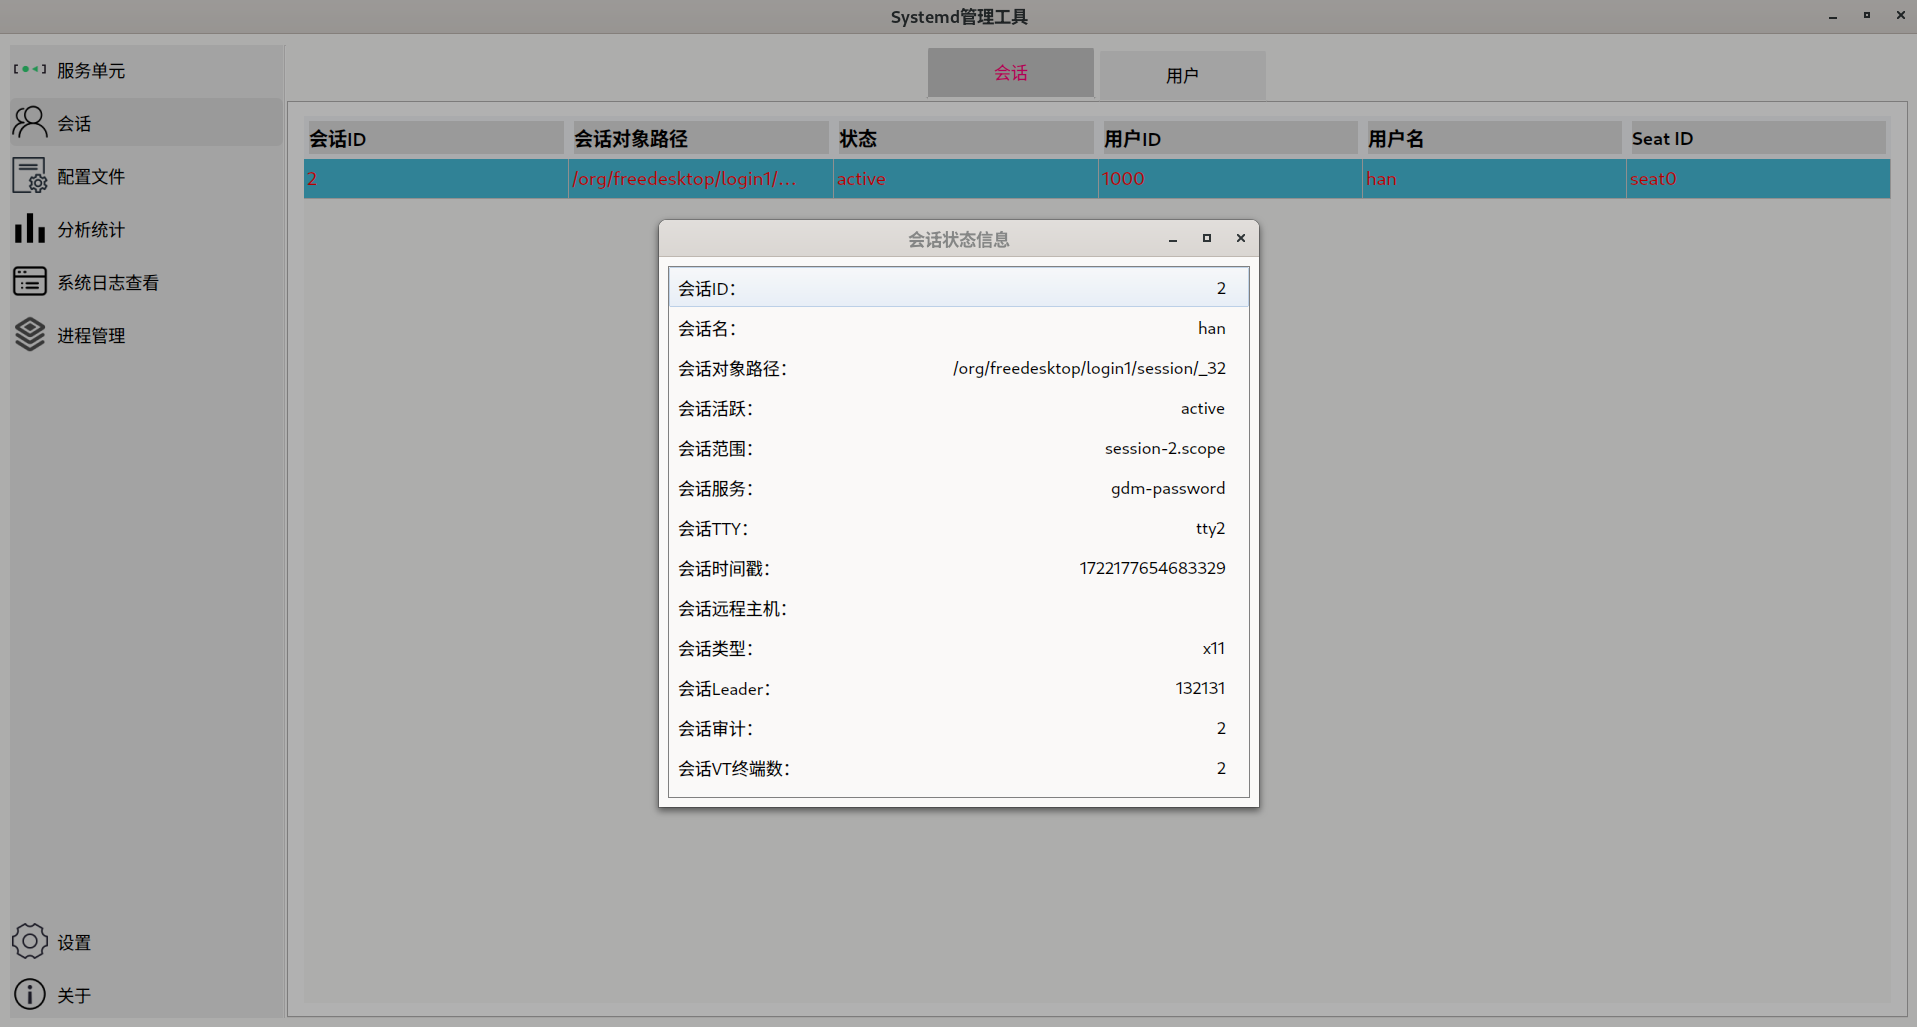 Systemd管理工具
服务单元
会话
配置文件
分析统计
系统日志查看
进程管理
设置
关于
会话 用户
会话ID 会话对象路径 状态 用户ID 用户名 Seat ID
2 /org/freedesktop/login1/... active 1000 han seat0
会话状态信息
会话ID： 2
会话名： han
会话对象路径： /org/freedesktop/login1/session/_32
会话活跃： active
会话范围： session-2.scope
会话服务： gdm-password
会话TTY： tty2
会话时间戳： 1722177654683329
会话远程主机：
会话类型： x11
会话Leader： 132131
会话审计： 2
会话VT终端数： 2